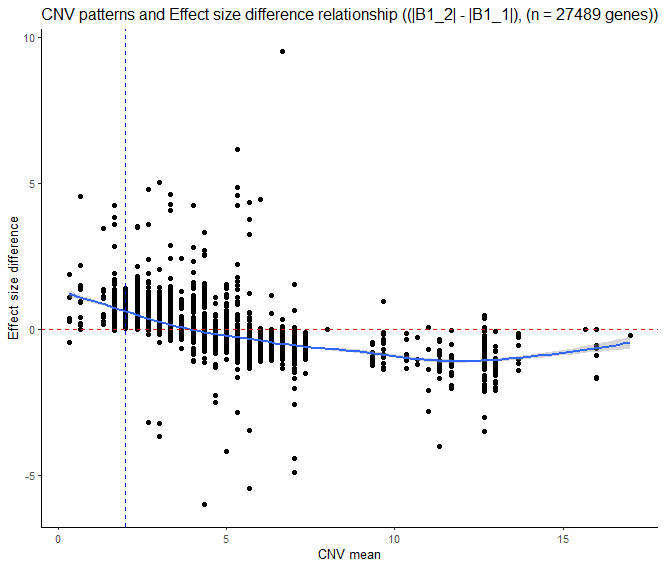 CNV patterns and Effect size difference relationship ((|B1_2| - |B1_1|), (n = 27489 genes))
10
5
0
-5
Effect size difference
0
5
10
15
CNV mean